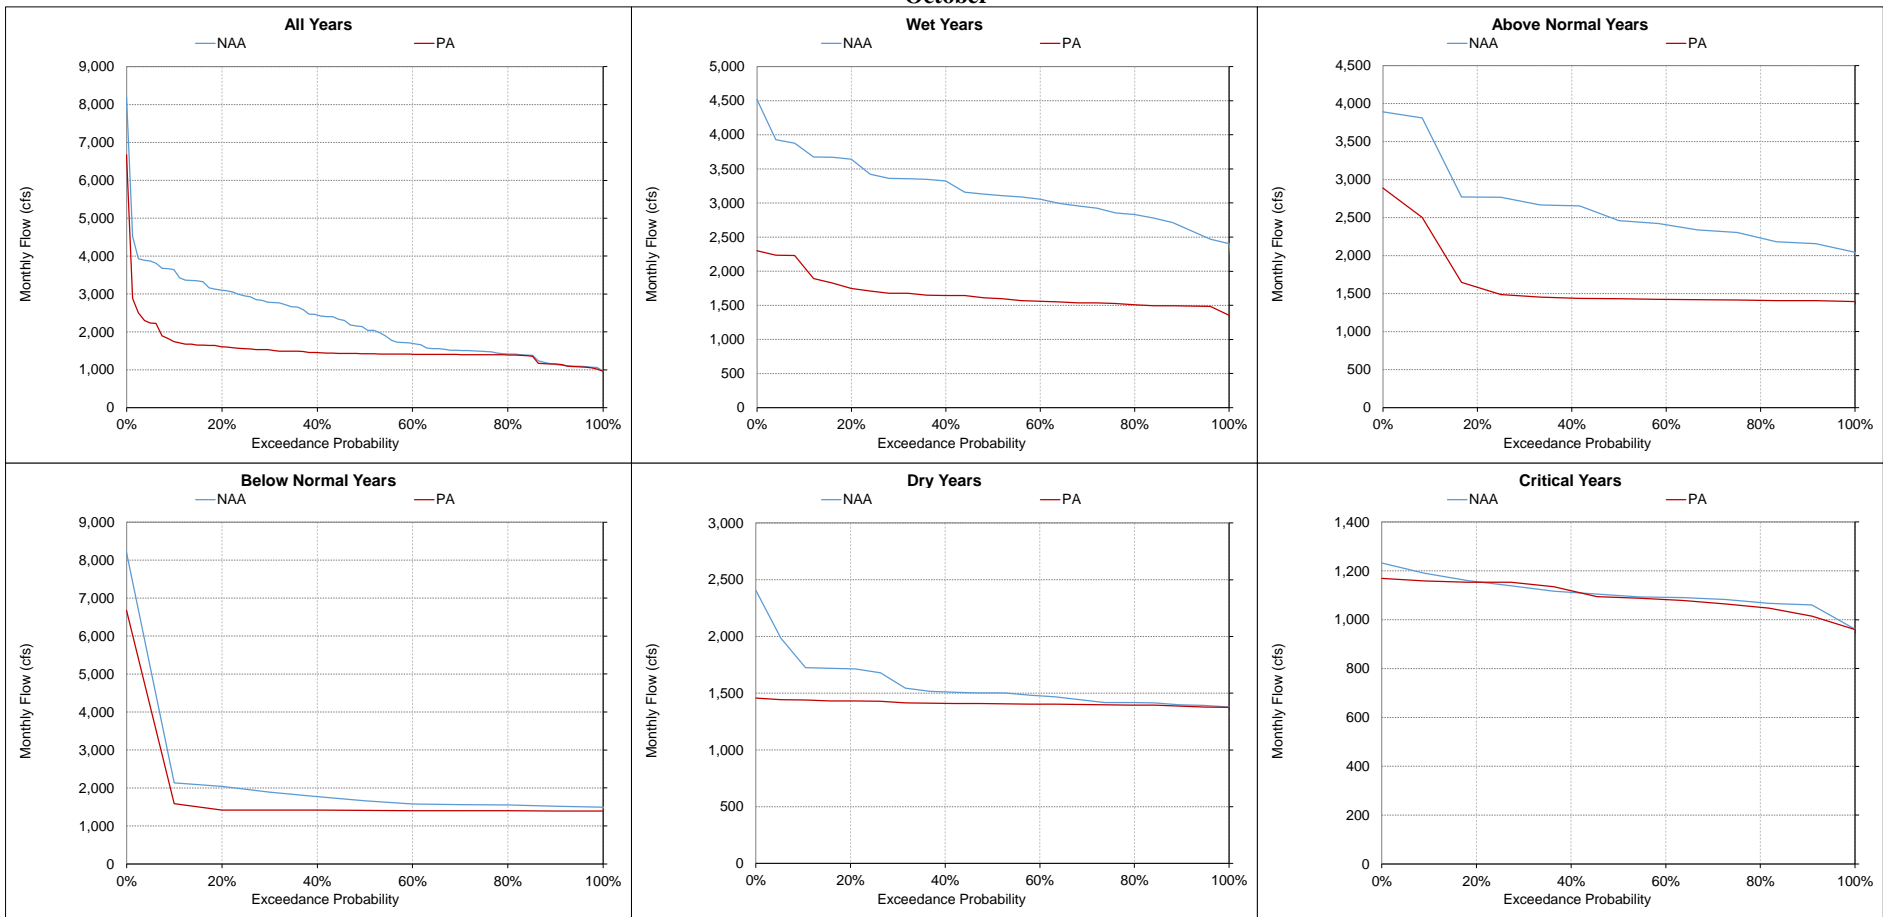 October
All Years
NAA PA
9,000
8,000
7,000
6,000
5,000
4,000
3,000
2,000
1,000
0
Monthly Flow (cfs)
0% 20% 40% 60% 80% 100%
Exceedance Probability
Wet Years
NAA PA
5,000
4,500
4,000
3,500
3,000
2,500
2,000
1,500
1,000
500
0
Monthly Flow (cfs)
0% 20% 40% 60% 80% 100%
Exceedance Probability
Above Normal Years
NAA PA
4,500
4,000
3,500
3,000
2,500
2,000
1,500
1,000
500
0
Monthly Flow (cfs)
0% 20% 40% 60% 80% 100%
Exceedance Probability
Below Normal Years
NAA PA
9,000
8,000
7,000
6,000
5,000
4,000
3,000
2,000
1,000
0
Monthly Flow (cfs)
0% 20% 40% 60% 80% 100%
Exceedance Probability
Dry Years
NAA PA
3,000
2,500
2,000
1,500
1,000
500
0
Monthly Flow (cfs)
0% 20% 40% 60% 80% 100%
Exceedance Probability
Critical Years
NAA PA
1,400
1,200
1,000
800
600
400
200
0
Monthly Flow (cfs)
0% 20% 40% 60% 80% 100%
Exceedance Probability